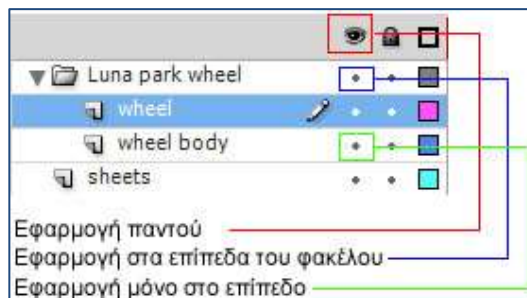 Luna park wheel
wheel
wheel body
sheets
Εφαρμογή παντού
Εφαρμογή στα επίπεδα του φακέλου
Εφαρμογή μόνο στο επίπεδο